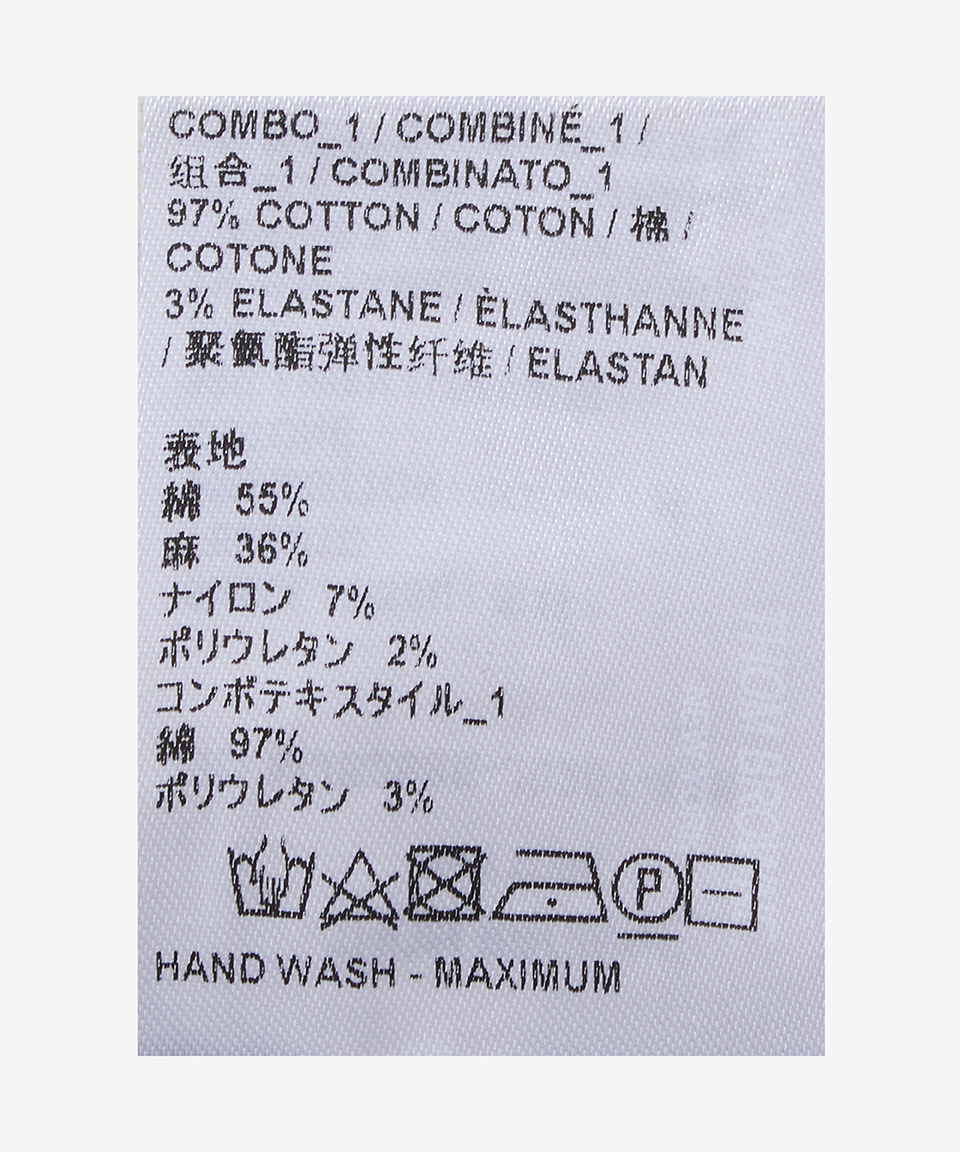 COMBO_1 / COMBINÉ_1 /
组合_1 / COMBINATO_1
97% COTTON / COTON / 棉 /
COTONE
3% ELASTANE / ÈLASTHANNE
/ 聚氨酯弹性纤维 / ELASTAN
表地
綿 55%
麻 36%
ナイロン 7%
ポリウレタン 2%
コンボテキスタイル_1
綿 97%
ポリウレタン 3%
P
HAND WASH - MAXIMUM